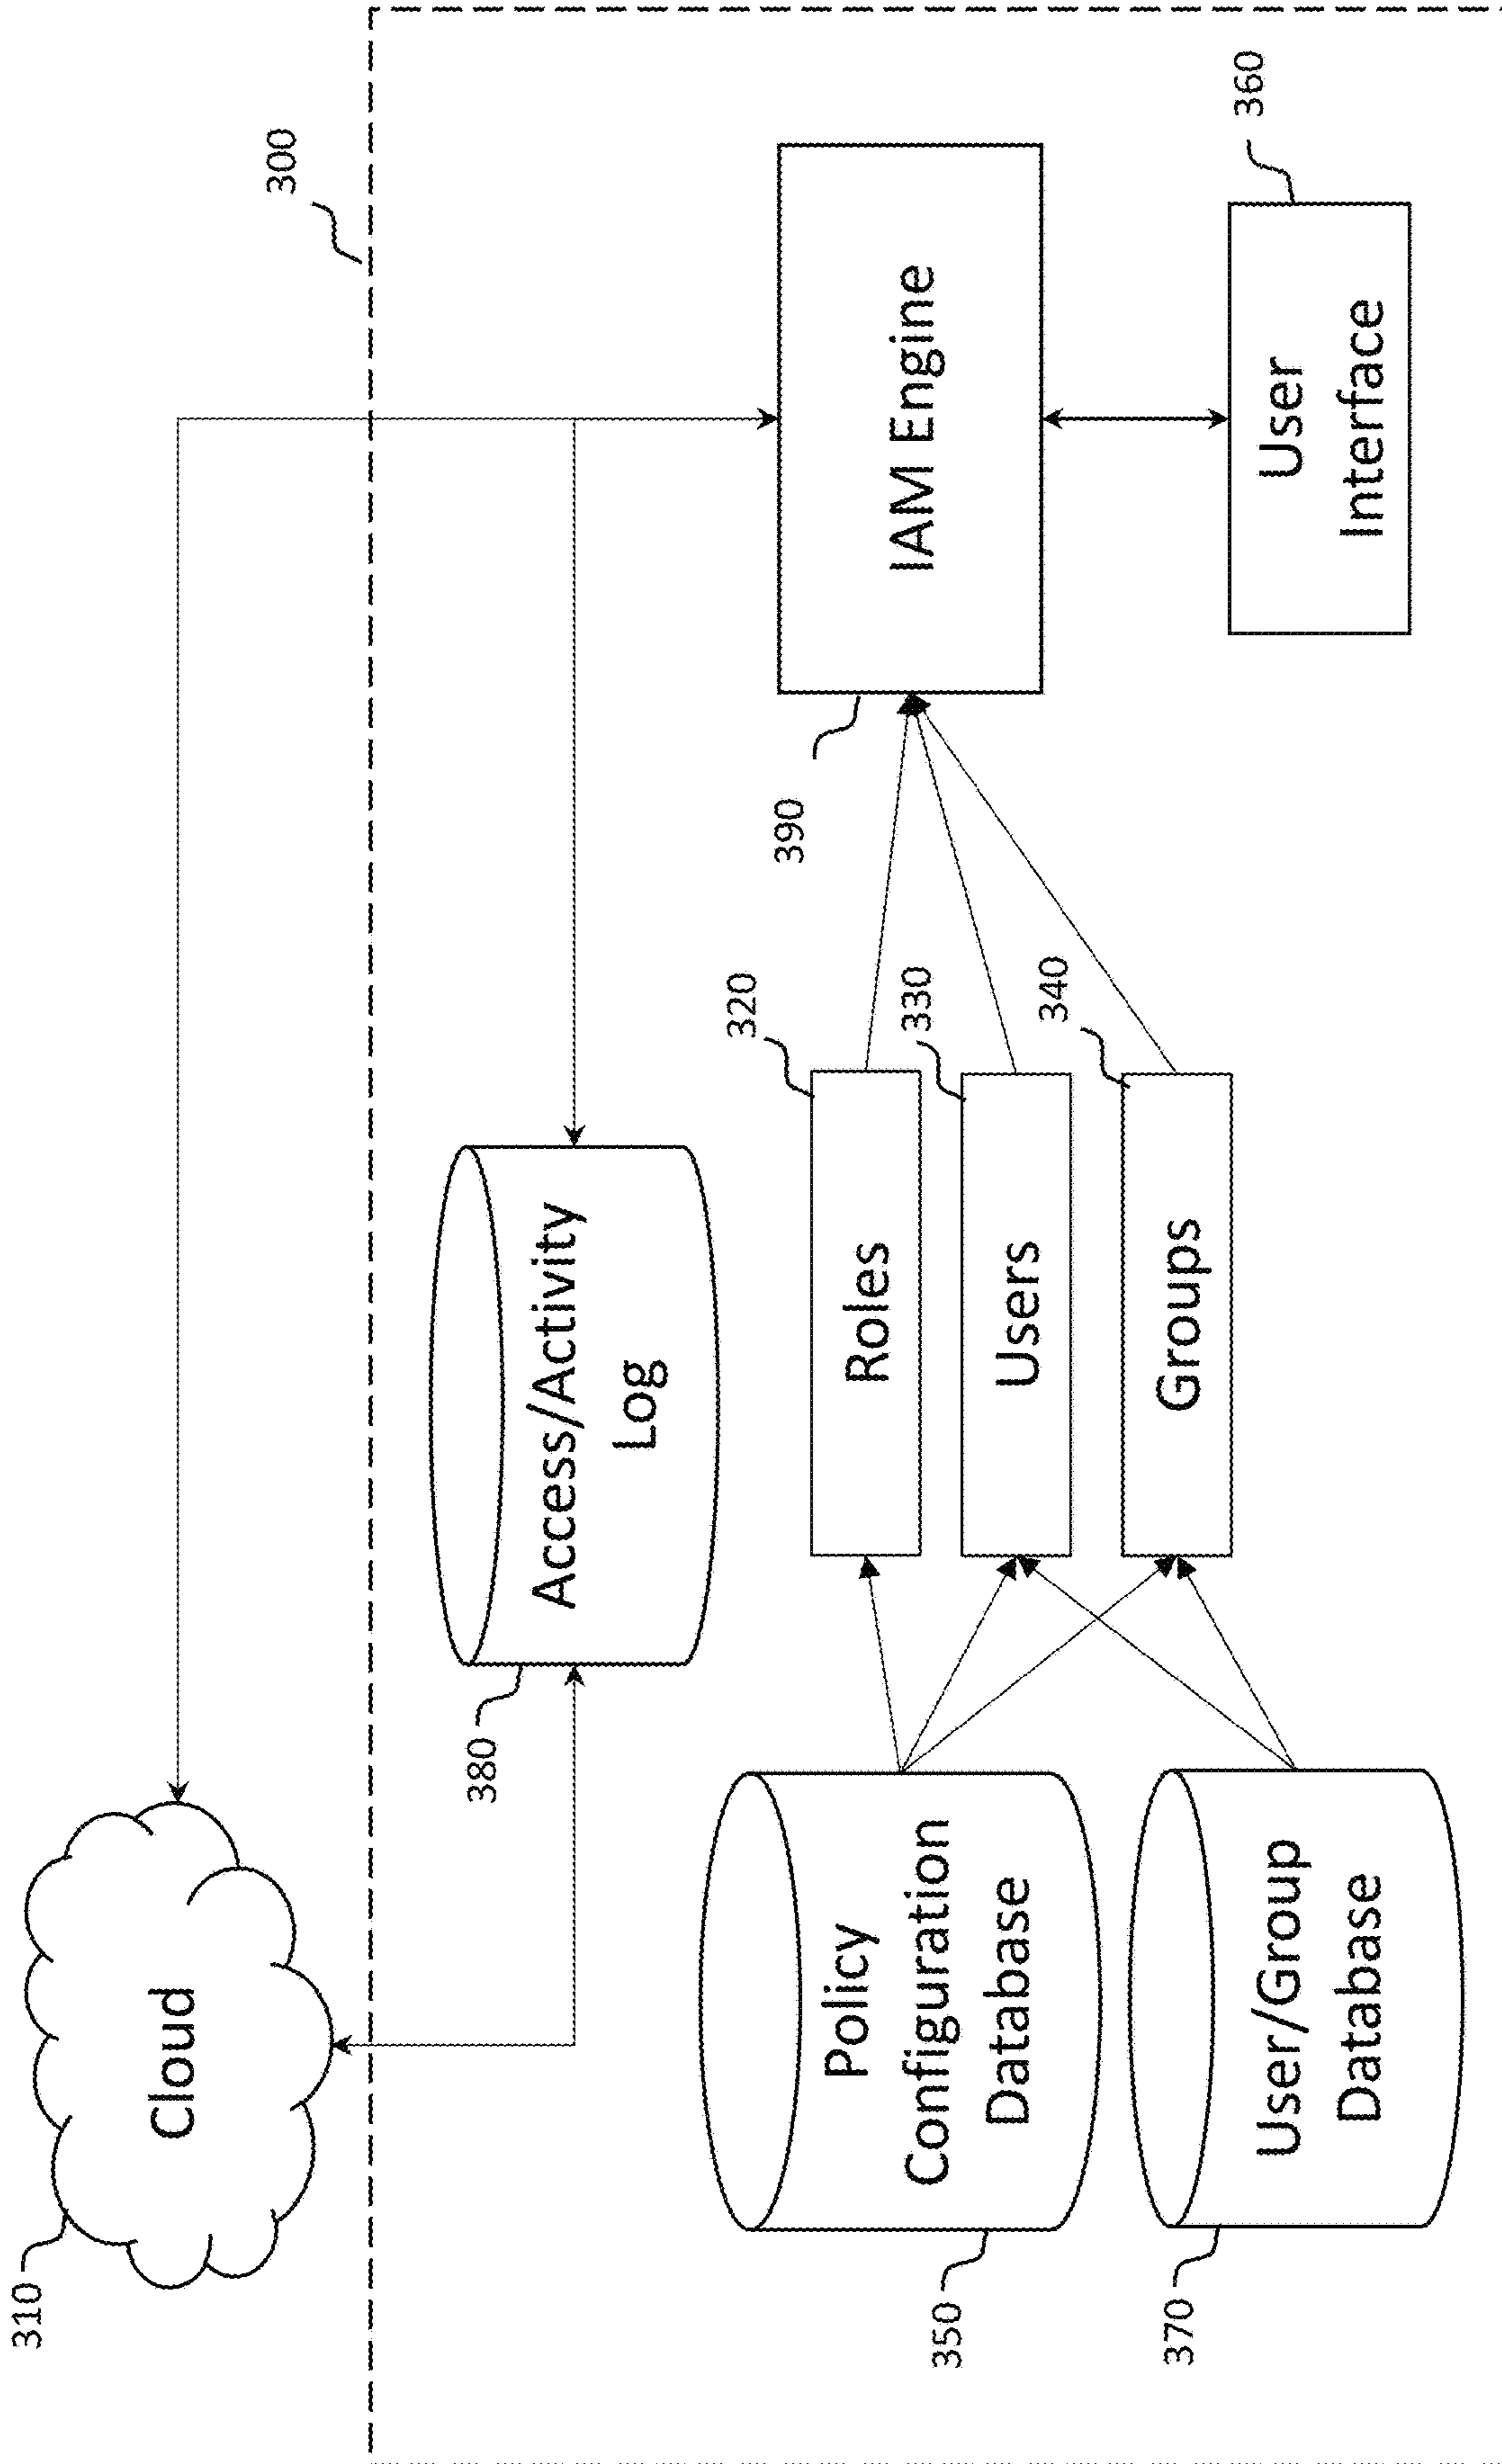 310
Cloud
300
380
Access/Activity
Log
350
Policy
Configuration
Database
320
Roles
330
Users
340
Groups
390
IAM Engine
370
User/Group
Database
360
User
Interface